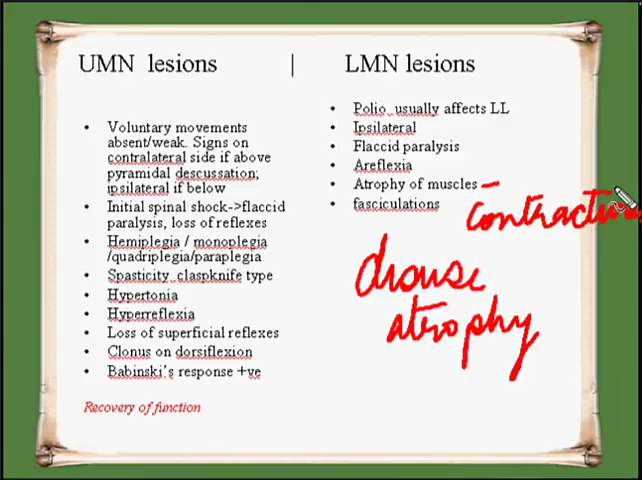 UMN lesions | LMN lesions
• Voluntary movements
absent/weak. Signs on
contralateral side if above
pyramidal descussation;
ipsilateral if below
• Initial spinal shock->flaccid
paralysis, loss of reflexes
• Hemiplegia / monoplegia
/quadriplegia/paraplegia
• Spasticity claspknife type
• Hypertonia
• Hyperreflexia
• Loss of superficial reflexes
• Clonus on dorsiflexion
• Babinski's response +ve
Recovery of function
• Polio usually affects LL
• Ipsilateral
• Flaccid paralysis
• Areflexia
• Atrophy of muscles
• fasciculations
atrophy